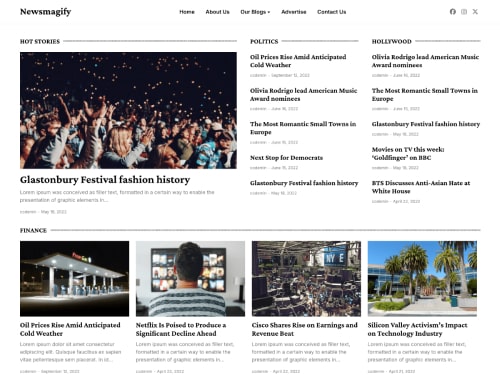 Newsmagify
Home About Us Our Blogs Advertise Contact Us
HOT STORIES
Glastonbury Festival fashion history
Lorem ipsum was conceived as filler text, formatted in a certain way to enable the
presentation of graphic elements in...
codemin - May 18, 2022
POLITICS
Oil Prices Rise Amid Anticipated
Cold Weather
codemin - September 12, 2022
Olivia Rodrigo lead American Music
Award nominees
codemin - June 16, 2022
The Most Romantic Small Towns in
Europe
codemin - June 15, 2022
Next Stop for Democrats
codemin - June 15, 2022
Glastonbury Festival fashion history
codemin - May 18, 2022
HOLLYWOOD
Olivia Rodrigo lead American Music
Award nominees
codemin - June 16, 2022
The Most Romantic Small Towns in
Europe
codemin - June 15, 2022
Glastonbury Festival fashion history
codemin - May 18, 2022
Movies on TV this week:
'Goldfinger' on BBC
codemin - May 18, 2022
BTS Discusses Anti-Asian Hate at
White House
codemin - April 23, 2022
FINANCE
NYE
Oil Prices Rise Amid Anticipated
Cold Weather
Lorem ipsum dolor sit amet consectetur
adipiscing elit. Quisque faucibus ex sapien
vitae pellentesque sem placerat. In id...
codemin - September 12, 2022
Netflix Is Poised to Produce a
Significant Decline Ahead
Lorem ipsum was conceived as filler text,
formatted in a certain way to enable the
presentation of graphic elements in...
codemin - April 23, 2022
Cisco Shares Rise on Earnings and
Revenue Beat
Lorem ipsum was conceived as filler text,
formatted in a certain way to enable the
presentation of graphic elements in...
codemin - April 22, 2022
Silicon Valley Activism's Impact
on Technology Industry
Lorem ipsum was conceived as filler text,
formatted in a certain way to enable the
presentation of graphic elements in...
codemin - April 21, 2022